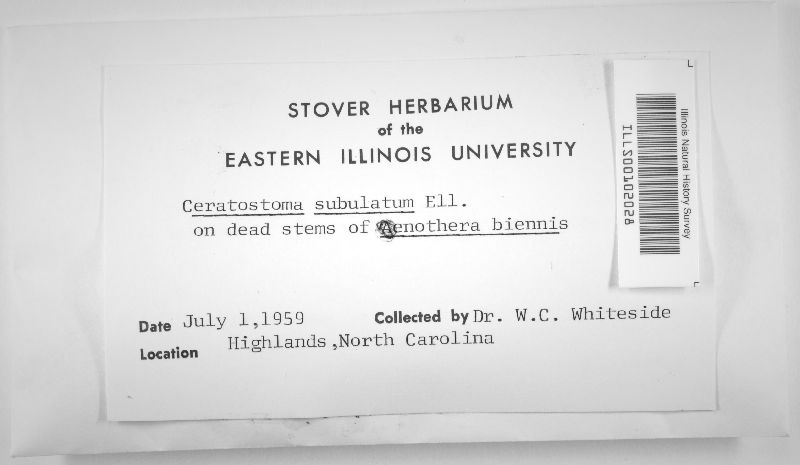 STOVER HERBARIUM
of the
EASTERN ILLINOIS UNIVERSITY
Ceratostoma subulatum Ell.
on dead stems of Oenothera biennis
Date July 1,1959 Collected by Dr. W.C. Whiteside
Location Highlands,North Carolina
Illinois Natural History Survey
ILLS00102028